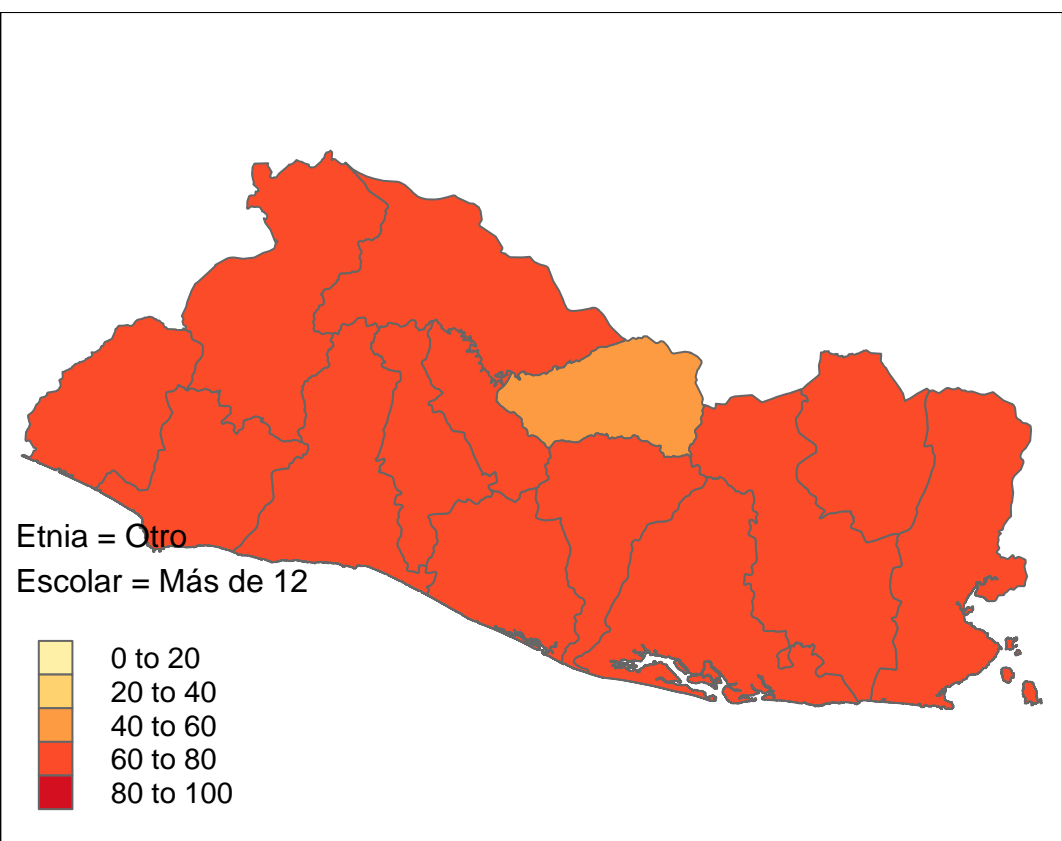 Etnia = Otro
Escolar = Más de 12
0 to 20
20 to 40
40 to 60
60 to 80
80 to 100